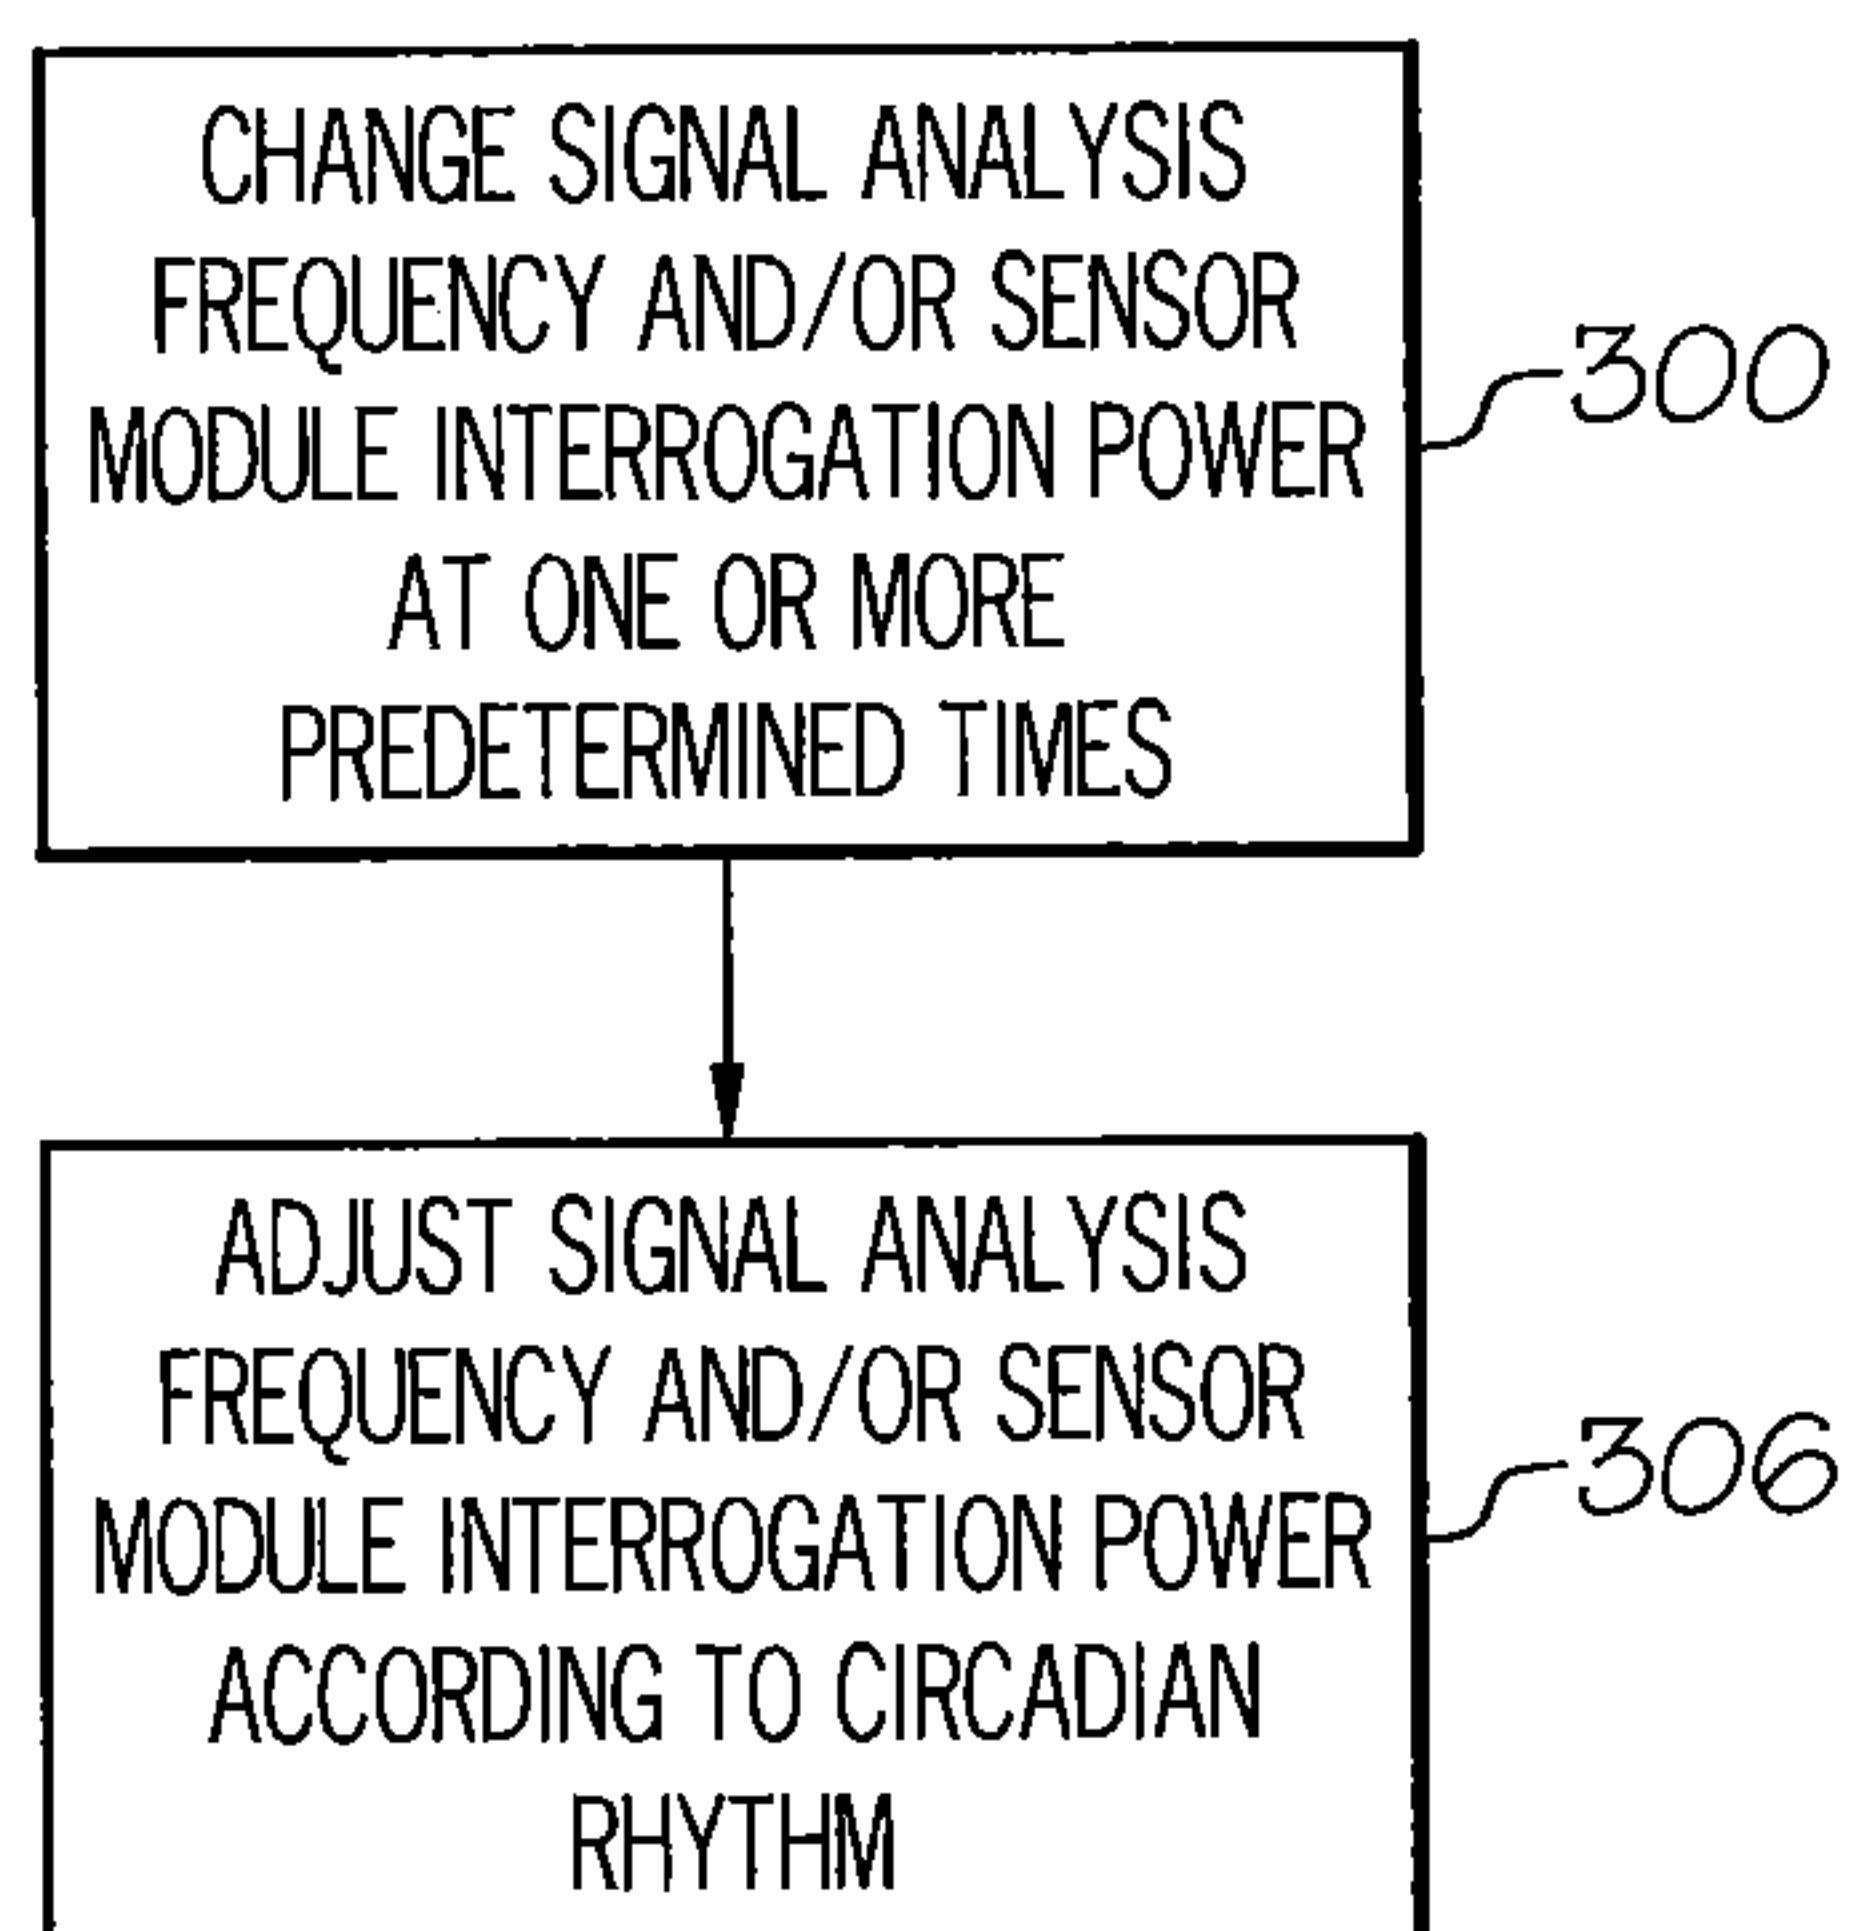 CHANGE SIGNAL ANALYSIS
FREQUENCY AND/OR SENSOR
MODULE INTERROGATION POWER
AT ONE OR MORE
PREDETERMINED TIMES
300
ADJUST SIGNAL ANALYSIS
FREQUENCY AND/OR SENSOR
MODULE INTERROGATION POWER
ACCORDING TO CIRCADIAN
RHYTHM
306